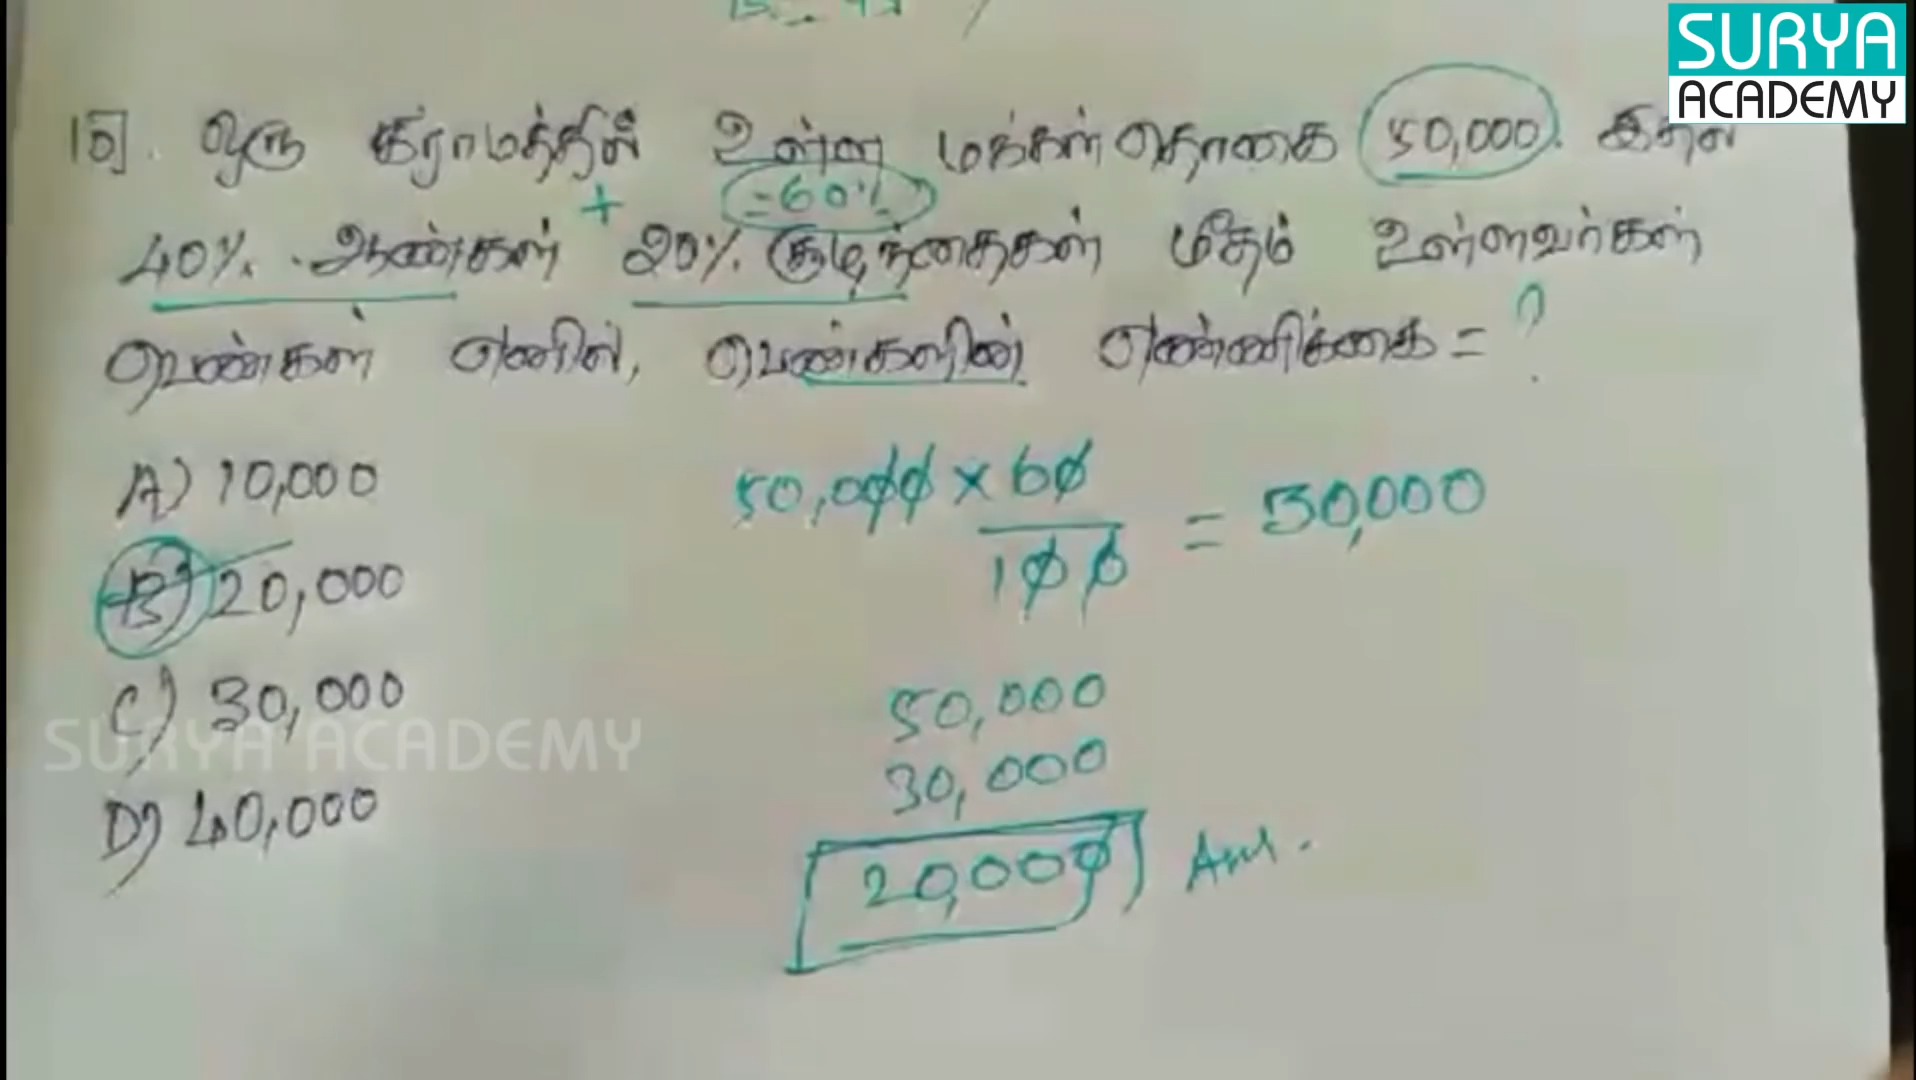 SURYA
ACADEMY
15]. ஒரு கிராமத்தில் உள்ள மக்கள் தொகை 50,000. இதில்
+ =60%
40% ஆண்கள் 20% குழந்தைகள் மீதம் உள்ளவர்கள்
பெண்கள் எனில், பெண்களின் எண்ணிக்கை = ?
A) 10,000
B) 20,000
C) 30,000
D) 40,000
50,000 × 60
100
= 30,000
50,000
30,000
20,000 Ans.
SURYA ACADEMY